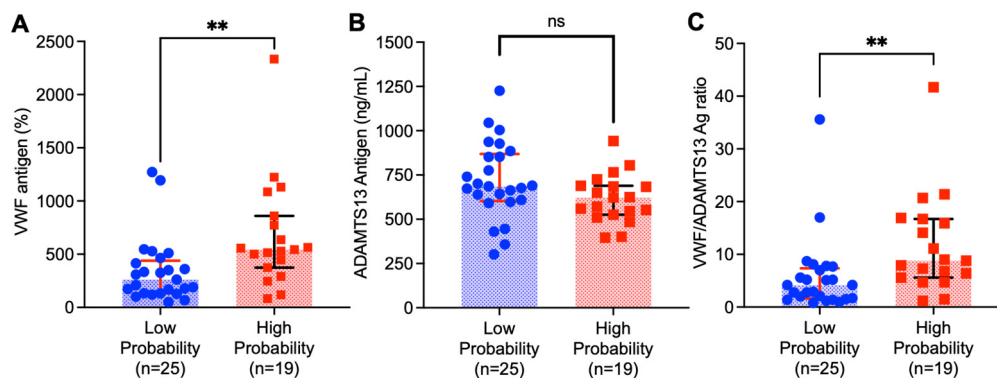 A
VWF antigen (%)
2500
2000
1500
1000
500
0
**
Low
Probability
(n=25)
High
Probability
(n=19)
B
ADAMTS13 Antigen (ng/mL)
1500
1250
1000
750
500
250
0
ns
Low
Probability
(n=25)
High
Probability
(n=19)
C
VWF/ADAMTS13 Ag ratio
50
40
30
20
10
0
**
Low
Probability
(n=25)
High
Probability
(n=19)